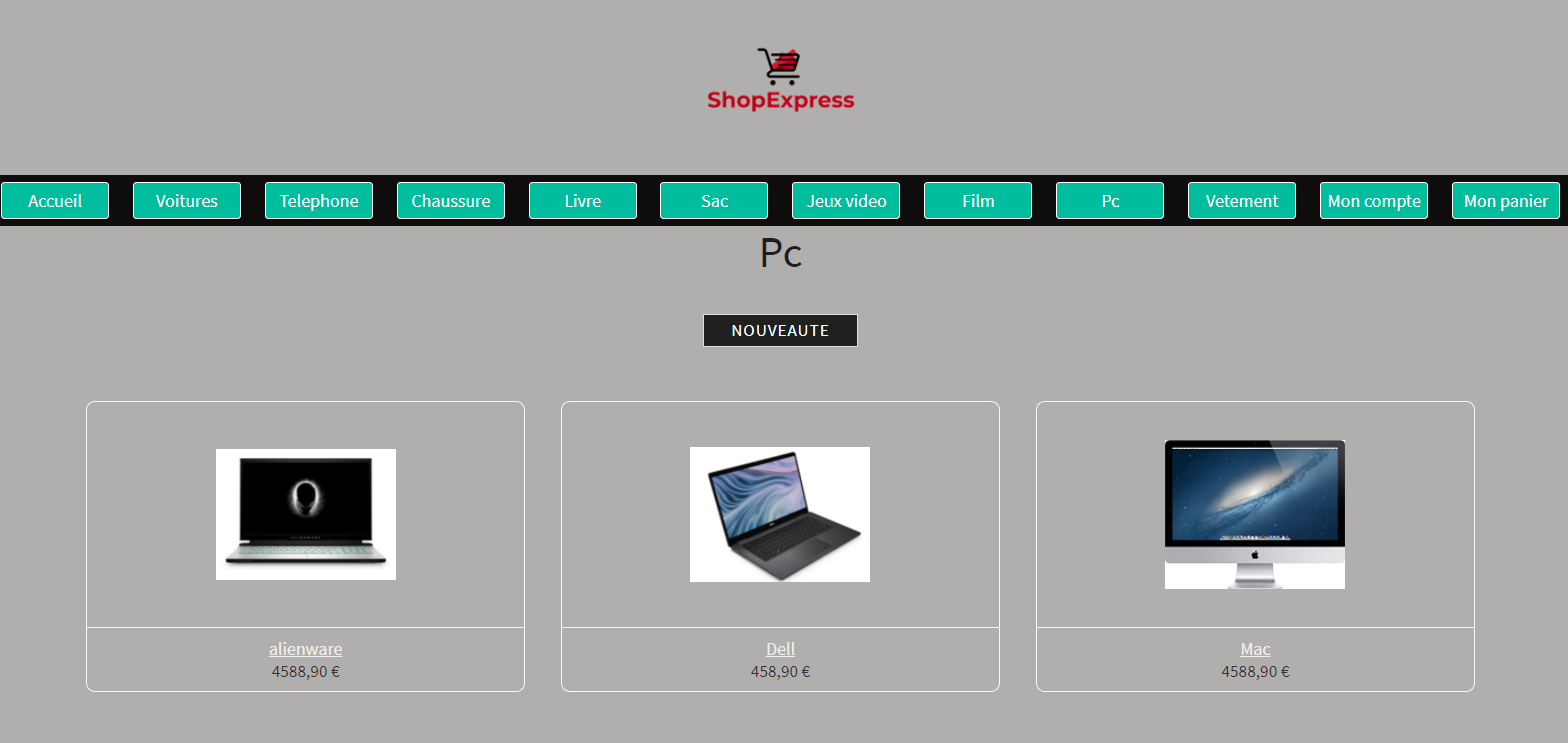 ShopExpress
Accueil Voitures Telephone Chaussure Livre Sac Jeux video Film Pc Vetement Mon compte Mon panier
Pc
NOUVEAUTE
ALIENWARE
alienware Dell Mac
4588,90 € 458,90 € 4588,90 €